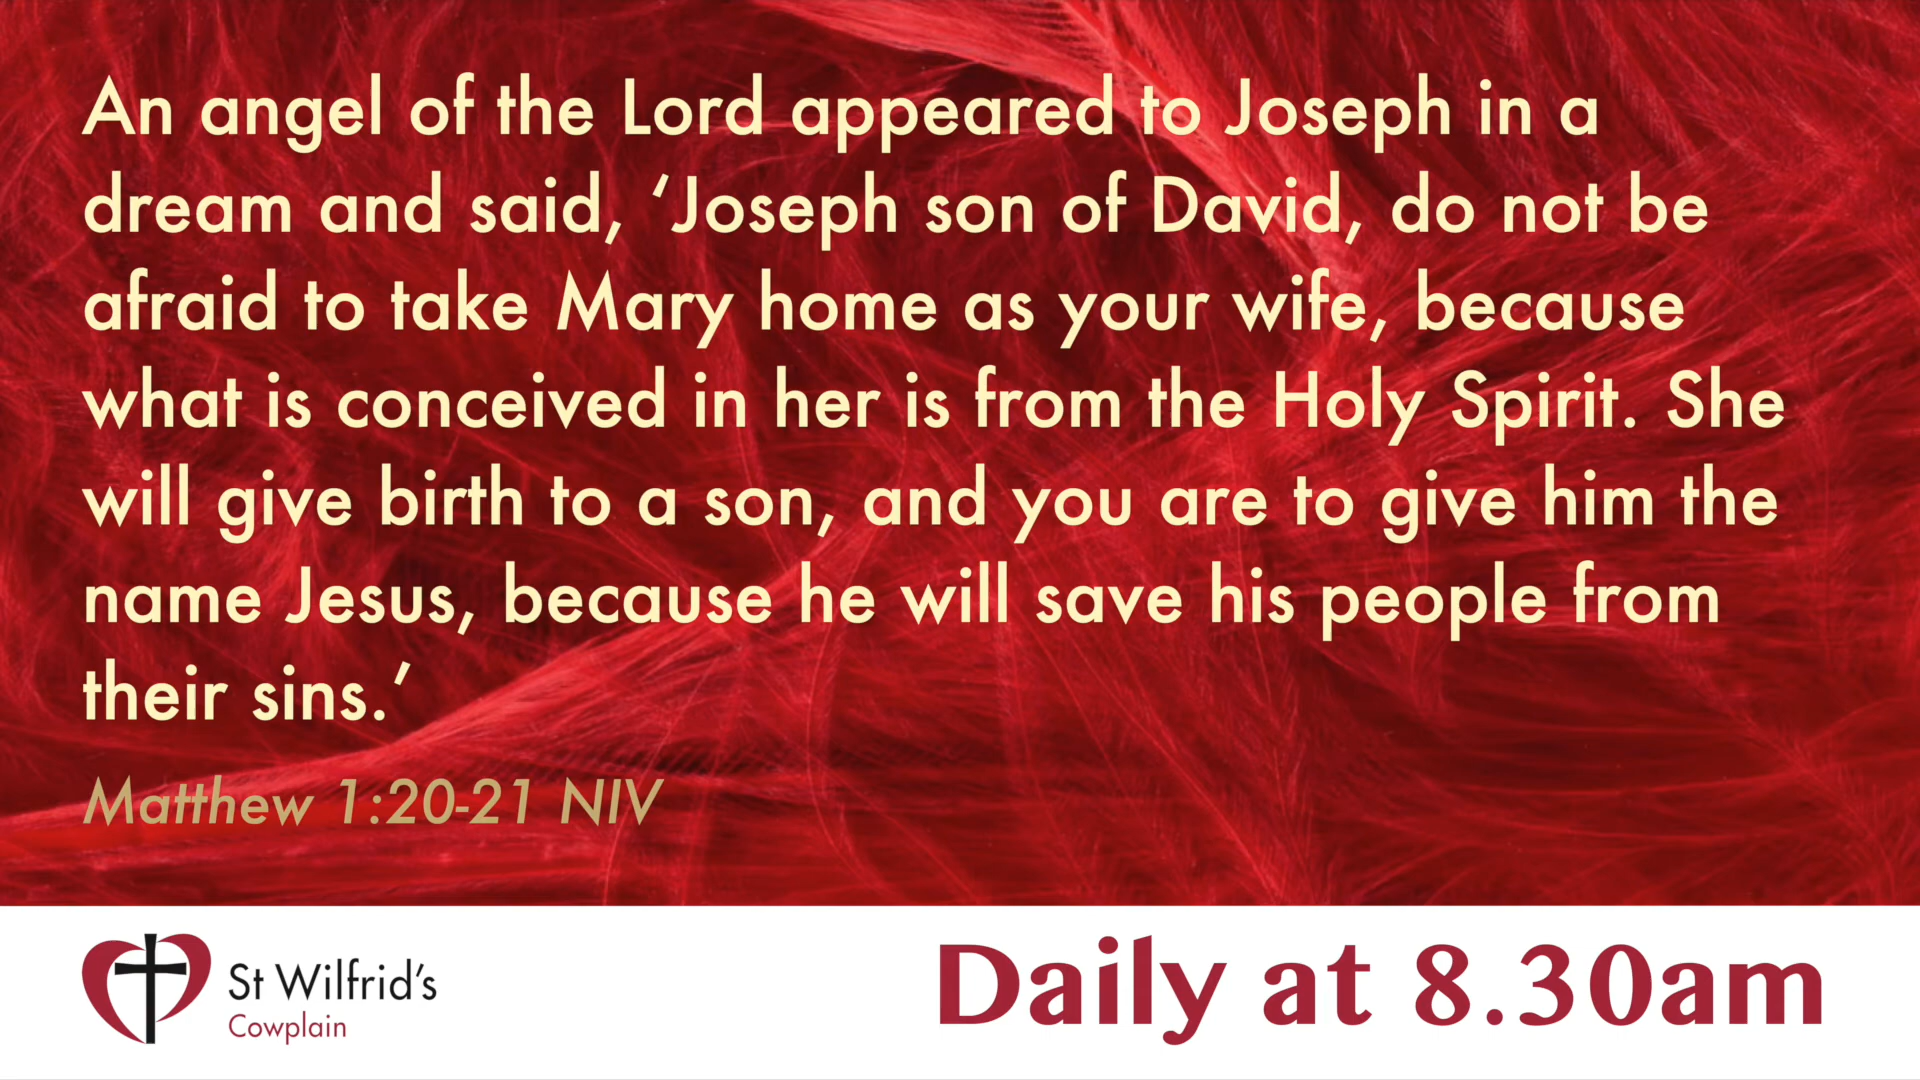 An angel of the Lord appeared to Joseph in a
dream and said, ‘Joseph son of David, do not be
afraid to take Mary home as your wife, because
what is conceived in her is from the Holy Spirit. She
will give birth to a son, and you are to give him the
name Jesus, because he will save his people from
their sins.’
Matthew 1:20-21 NIV
St Wilfrid’s
Cowplain
Daily at 8.30am